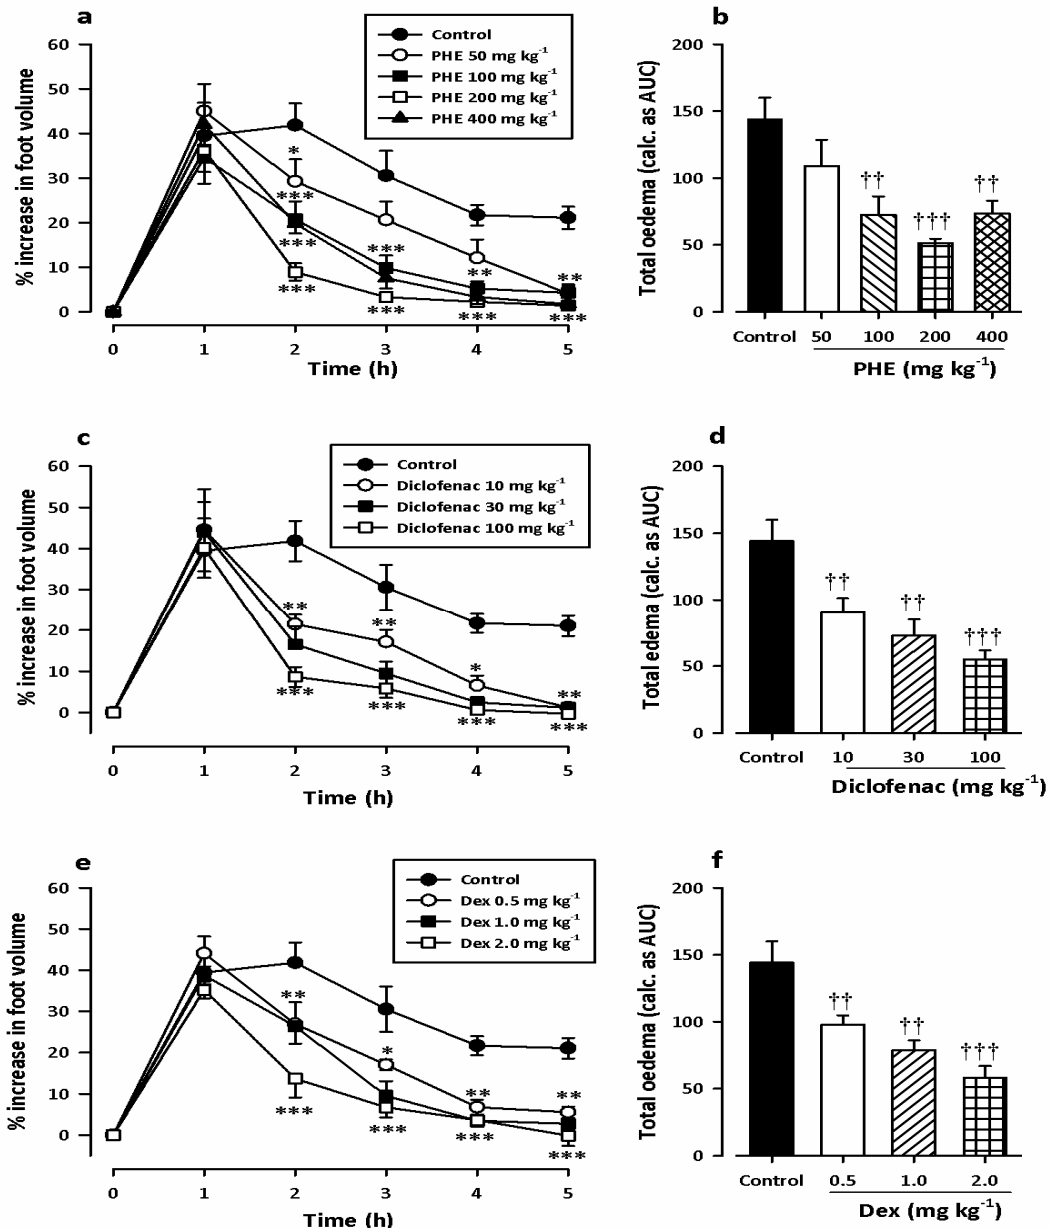 a
Control
PHE 50 mg kg⁻¹
PHE 100 mg kg⁻¹
PHE 200 mg kg⁻¹
PHE 400 mg kg⁻¹
% increase in foot volume
60
50
40
30
20
10
0
*
***
***
***
***
***
**
***
**
***
0 1 2 3 4 5
Time (h)
b
Total oedema (calc. as AUC)
200
150
100
50
0
††
†††
††
Control 50 100 200 400
PHE (mg kg⁻¹)
c
Control
Diclofenac 10 mg kg⁻¹
Diclofenac 30 mg kg⁻¹
Diclofenac 100 mg kg⁻¹
% increase in foot volume
60
50
40
30
20
10
0
**
***
**
***
*
***
**
***
0 1 2 3 4 5
Time (h)
d
Total edema (calc. as AUC)
200
150
100
50
0
††
††
†††
Control 10 30 100
Diclofenac (mg kg⁻¹)
e
Control
Dex 0.5 mg kg⁻¹
Dex 1.0 mg kg⁻¹
Dex 2.0 mg kg⁻¹
% increase in foot volume
60
50
40
30
20
10
0
**
***
*
***
**
***
**
***
0 1 2 3 4 5
Time (h)
f
Total oedema (calc. as AUC)
200
150
100
50
0
††
††
†††
Control 0.5 1.0 2.0
Dex (mg kg⁻¹)